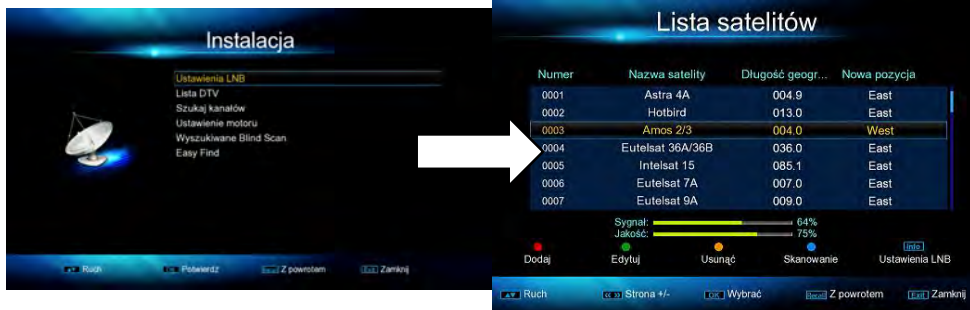 Instalacja
Ustawienia LNB
Lista DTV
Szukaj kanałów
Ustawienie motoru
Wyszukiwane Blind Scan
Easy Find
Ruch OK Potwierdź Recall Z powrotem Exit Zamknij
Lista satelitów
Numer Nazwa satelity Długość geogr... Nowa pozycja
0001 Astra 4A 004.9 East
0002 Hotbird 013.0 East
0003 Amos 2/3 004.0 West
0004 Eutelsat 36A/36B 036.0 East
0005 Intelsat 15 085.1 East
0006 Eutelsat 7A 007.0 East
0007 Eutelsat 9A 009.0 East
Sygnał: 64%
Jakość: 75%
Info
Dodaj Edytuj Usunąć Skanowanie Ustawienia LNB
Ruch Strona +/- OK Wybrać Recall Z powrotem Exit Zamknij